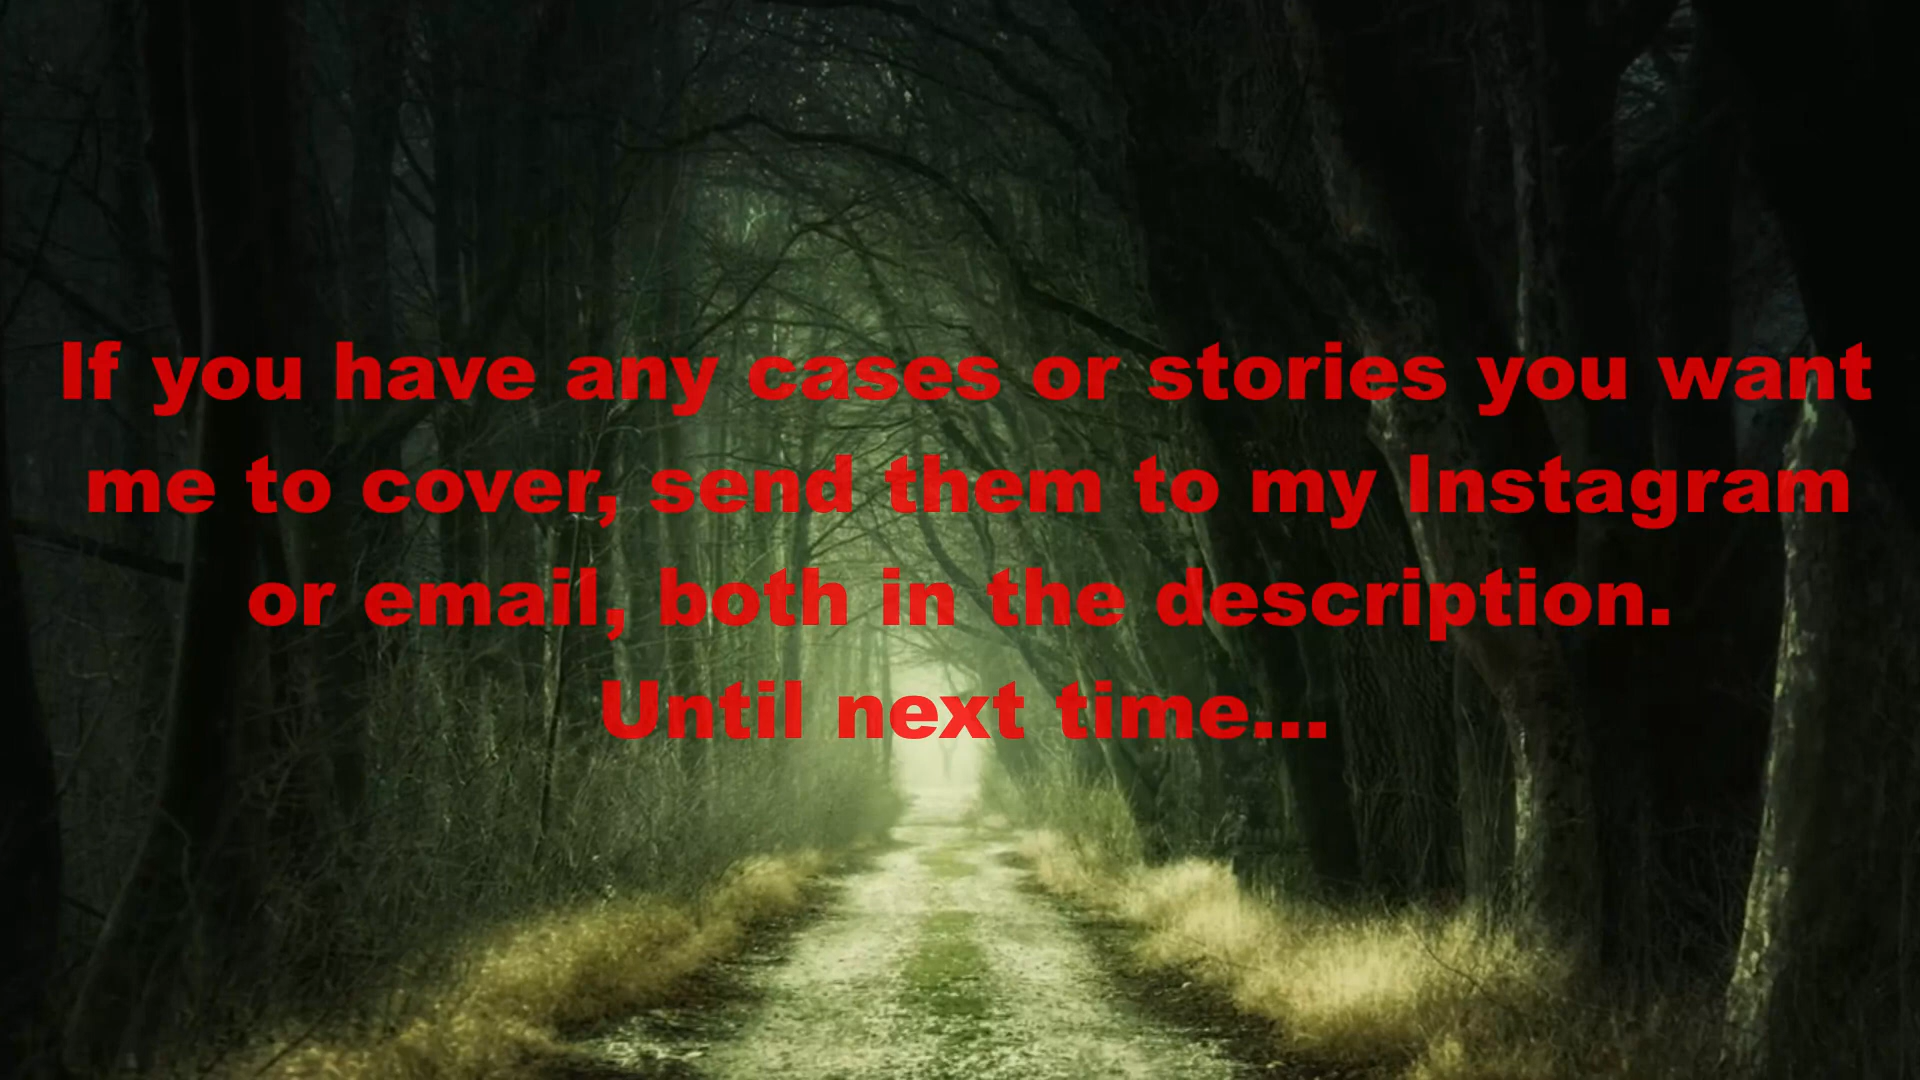 If you have any cases or stories you want
me to cover, send them to my Instagram
or email, both in the description.
Until next time...